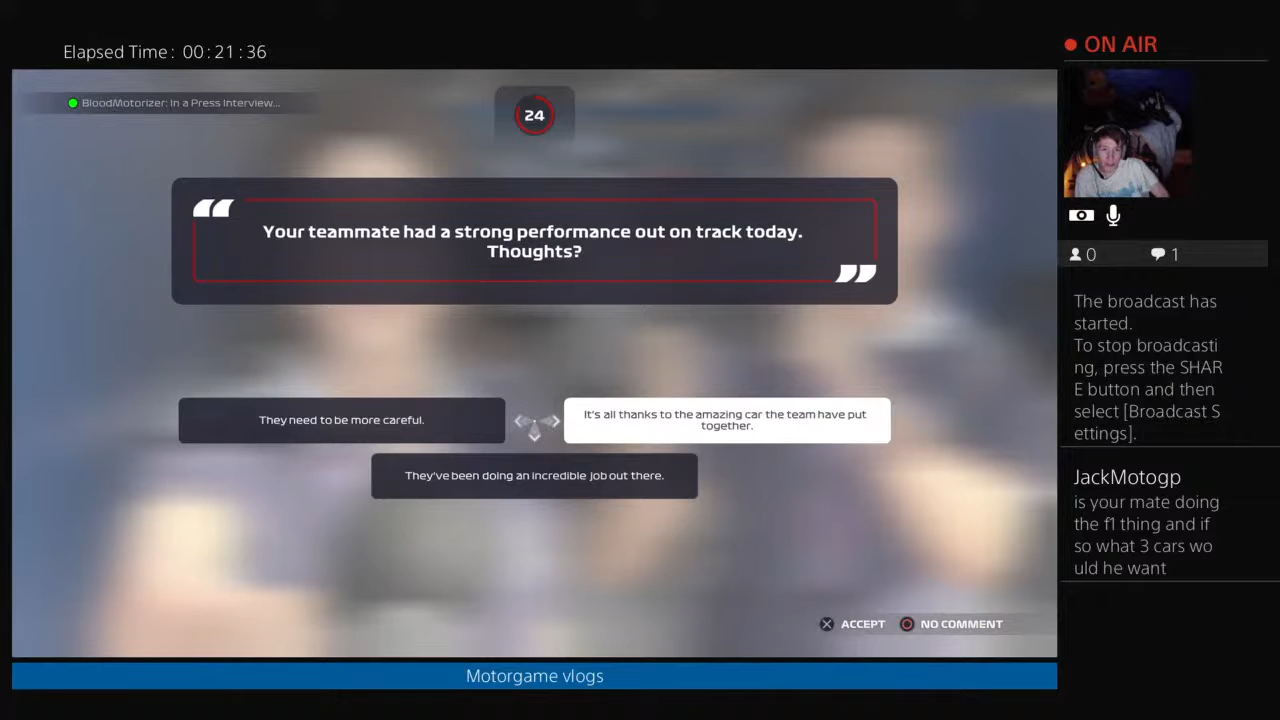 Elapsed Time: 00:21:36
ON AIR
BloodMotorizer: In a Press Interview...
24
Your teammate had a strong performance out on track today.
Thoughts?
They need to be more careful.
It's all thanks to the amazing car the team have put
together.
They've been doing an incredible job out there.
ACCEPT
NO COMMENT
Motorgame vlogs
0
1
The broadcast has
started.
To stop broadcasti
ng, press the SHAR
E button and then
select [Broadcast S
ettings].
JackMotogp
is your mate doing
the f1 thing and if
so what 3 cars wo
uld he want